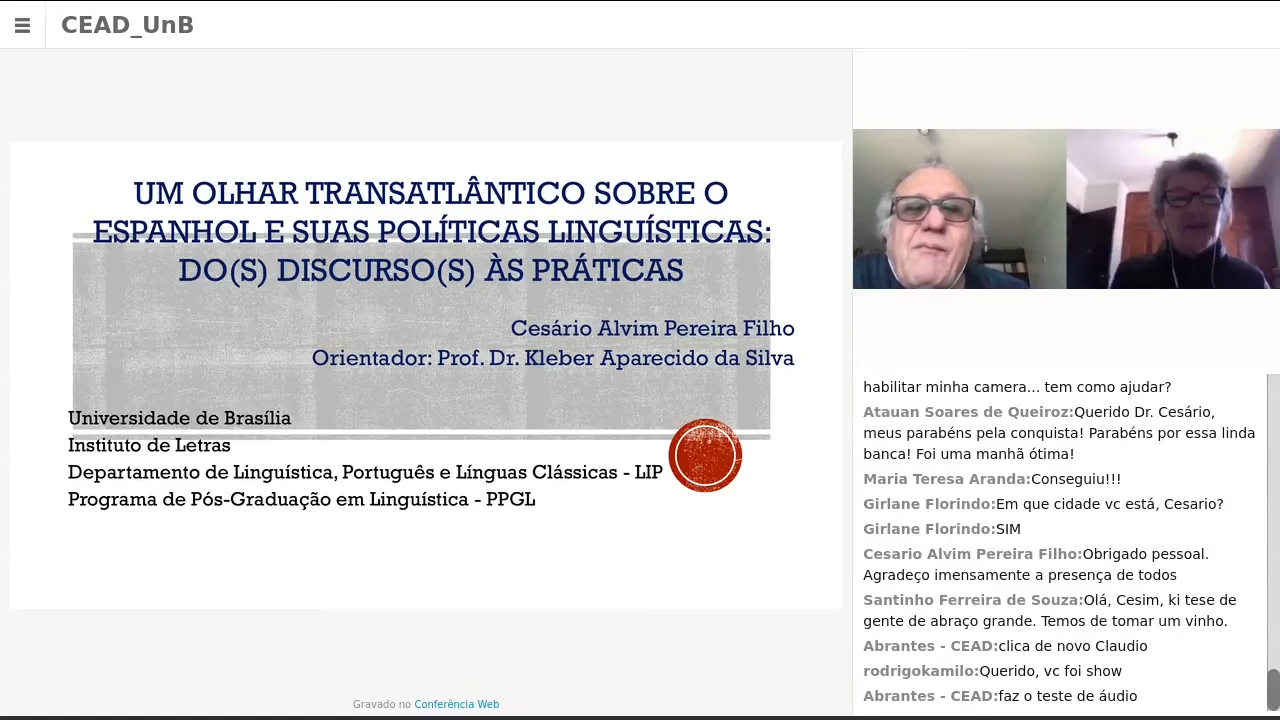 CEAD_UnB
UM OLHAR TRANSATLÂNTICO SOBRE O
ESPANHOL E SUAS POLÍTICAS LINGUÍSTICAS:
DO(S) DISCURSO(S) ÀS PRÁTICAS
Cesário Alvim Pereira Filho
Orientador: Prof. Dr. Kleber Aparecido da Silva
Universidade de Brasília
Instituto de Letras
Departamento de Linguística, Português e Línguas Clássicas - LIP
Programa de Pós-Graduação em Linguística - PPGL
Gravado no Conferência Web
habilitar minha camera... tem como ajudar?
Atauan Soares de Queiroz:Querido Dr. Cesário,
meus parabéns pela conquista! Parabéns por essa linda
banca! Foi uma manhã ótima!
Maria Teresa Aranda:Conseguiu!!!
Girlane Florindo:Em que cidade vc está, Cesario?
Girlane Florindo:SIM
Cesario Alvim Pereira Filho:Obrigado pessoal.
Agradeço imensamente a presença de todos
Santinho Ferreira de Souza:Olá, Cesim, ki tese de
gente de abraço grande. Temos de tomar um vinho.
Abrantes - CEAD:clica de novo Claudio
rodrigokamilo:Querido, vc foi show
Abrantes - CEAD:faz o teste de áudio